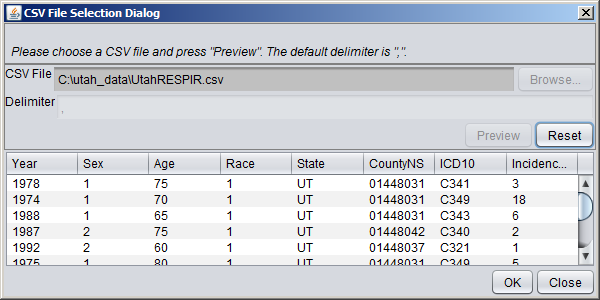 CSV File Selection Dialog
Please choose a CSV file and press "Preview". The default delimiter is ",".
CSV File C:\utah_data\UtahRESPIR.csv Browse...
Delimiter ,
Preview Reset
Year Sex Age Race State CountyNS ICD10 Incidenc...
1978 1 75 1 UT 01448031 C341 3
1974 1 70 1 UT 01448031 C349 18
1988 1 65 1 UT 01448031 C343 6
1987 2 75 1 UT 01448042 C340 2
1992 2 60 1 UT 01448037 C321 1
1975 1 80 1 UT 01448031 C349 5
OK Close